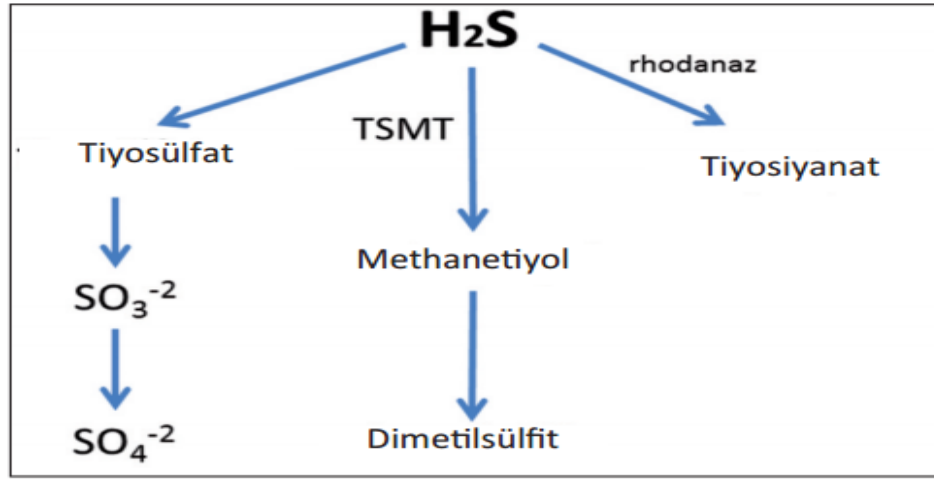 H₂S
rhodanaz
TSMT
Tiyosülfat
Tiyosiyanat
Methanetiyol
SO₃⁻²
SO₄⁻²
Dimetilsülfit